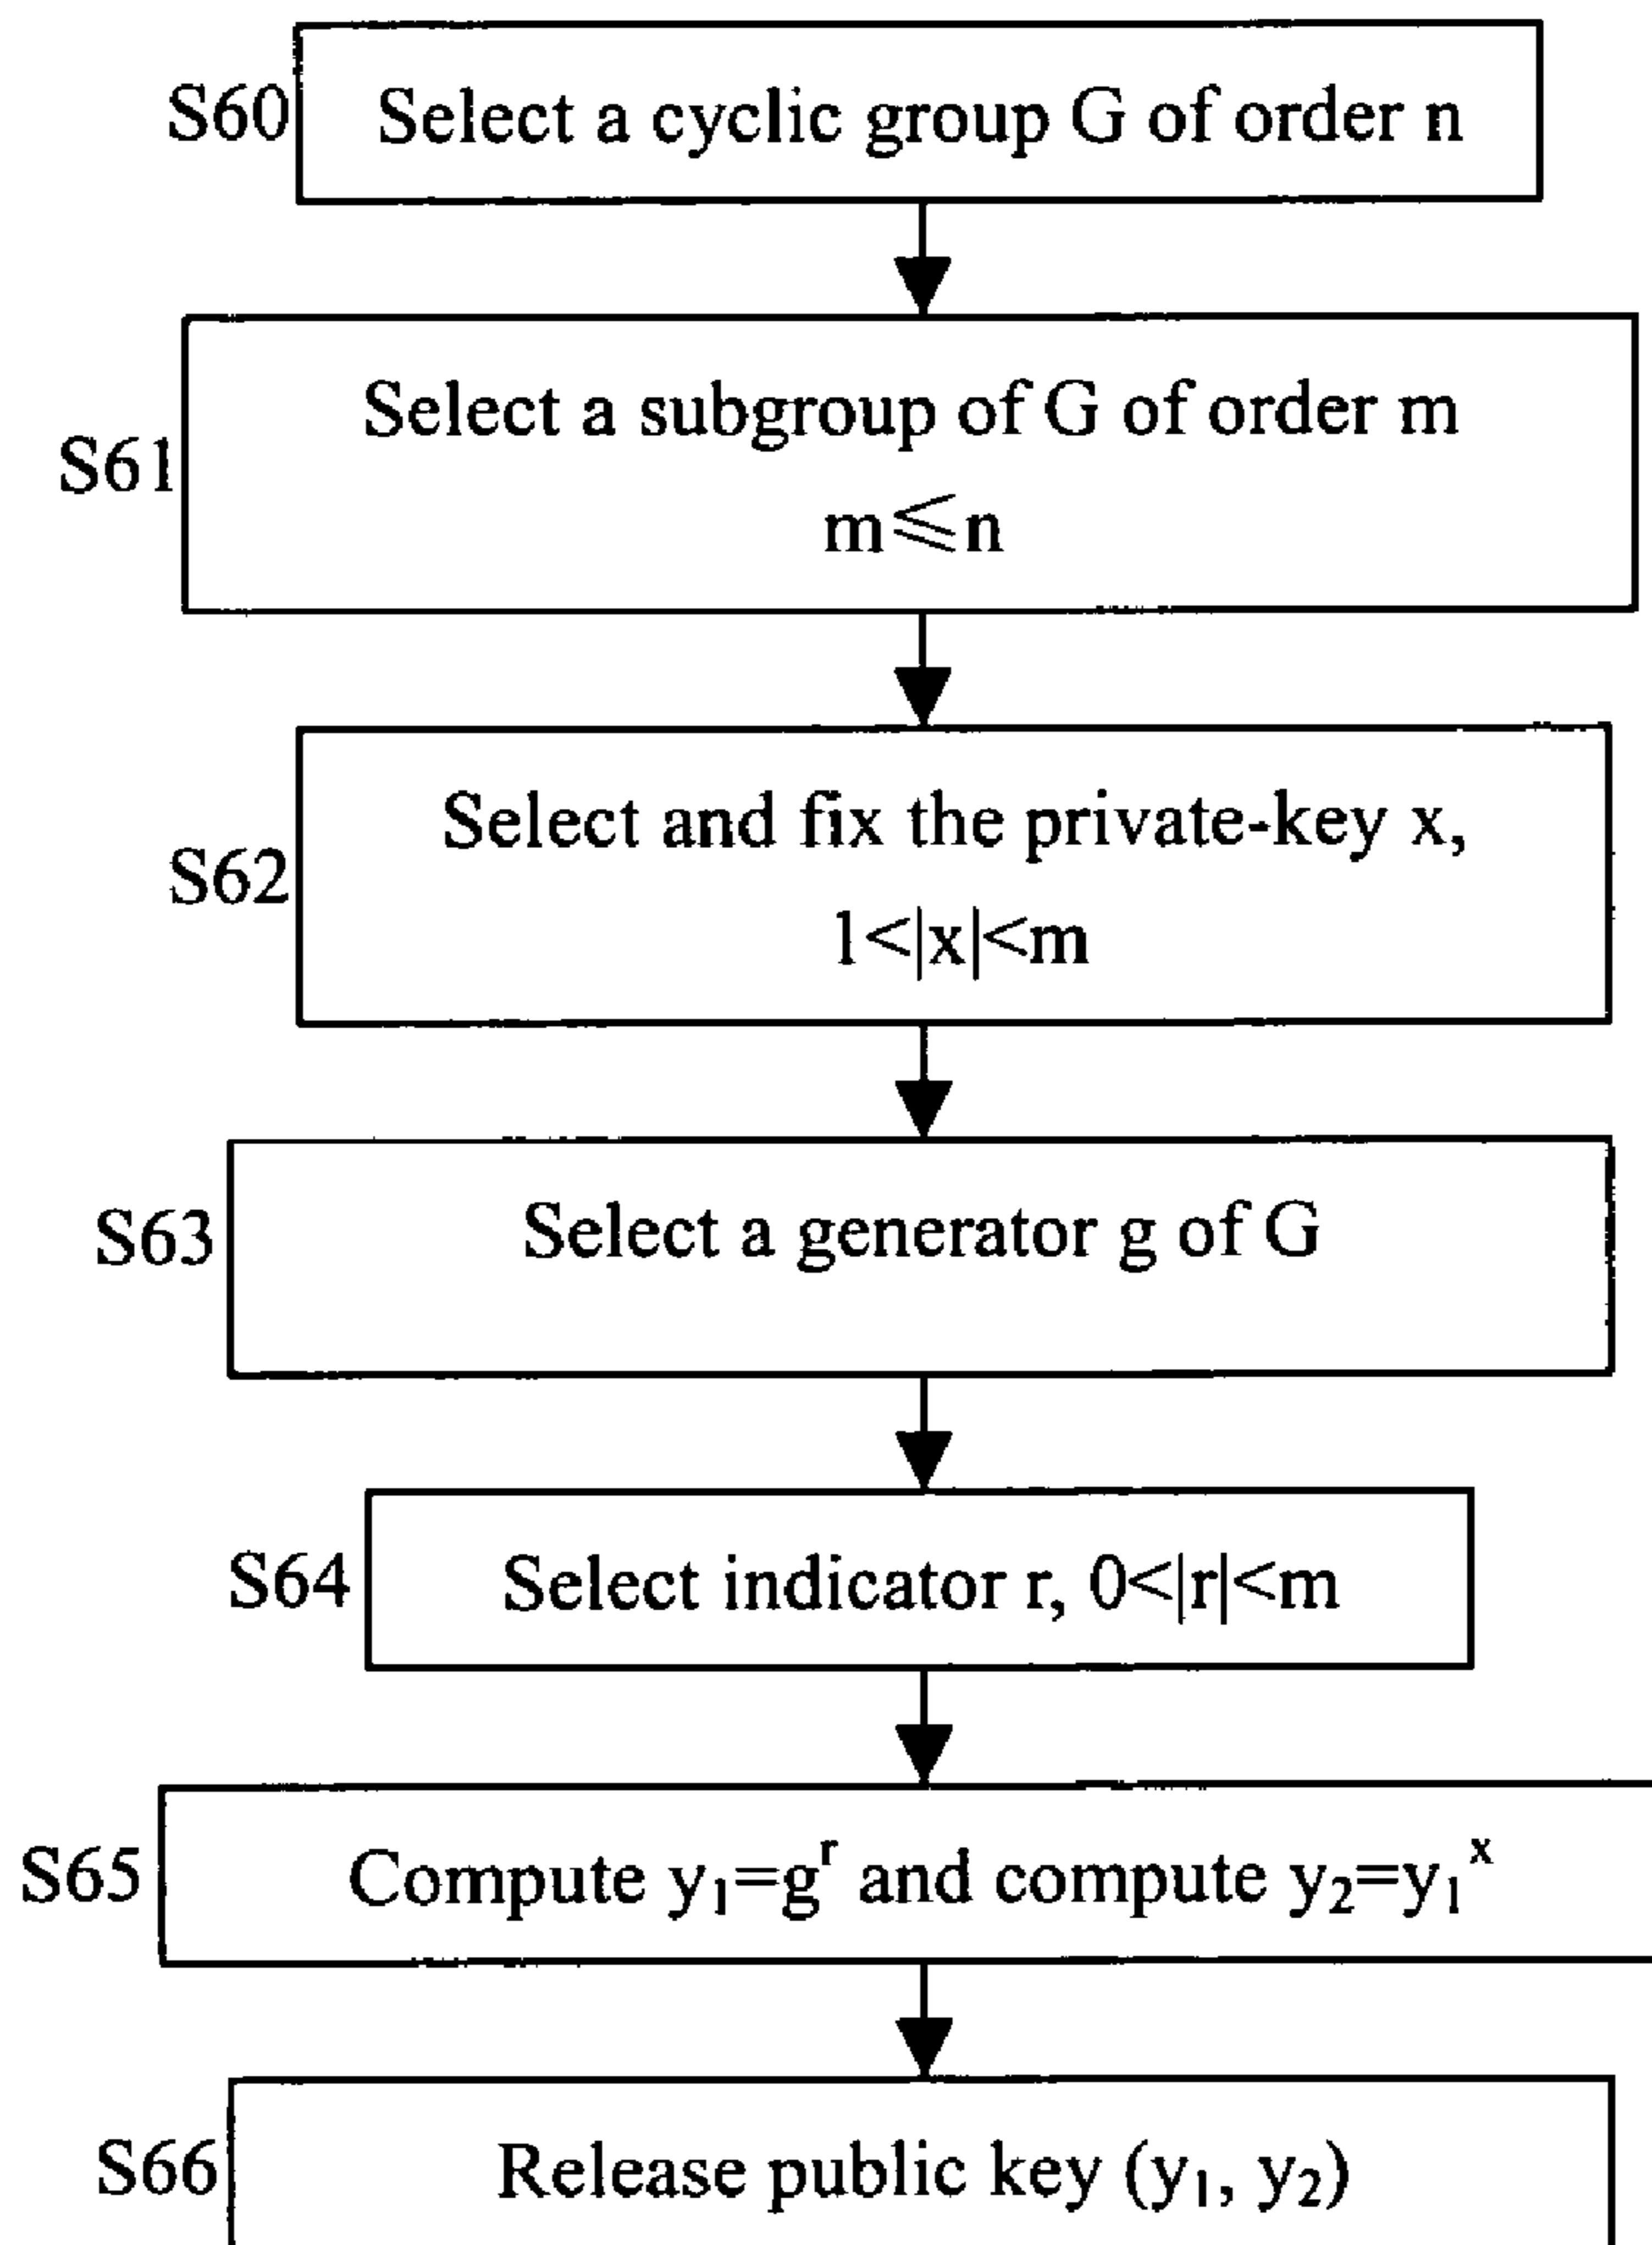 S60 Select a cyclic group G of order n
S61 Select a subgroup of G of order m
m⩽n
S62 Select and fix the private-key x,
1<|x|<m
S63 Select a generator g of G
S64 Select indicator r, 0<|r|<m
S65 Compute y₁=gʳ and compute y₂=y₁ˣ
S66 Release public key (y₁, y₂)